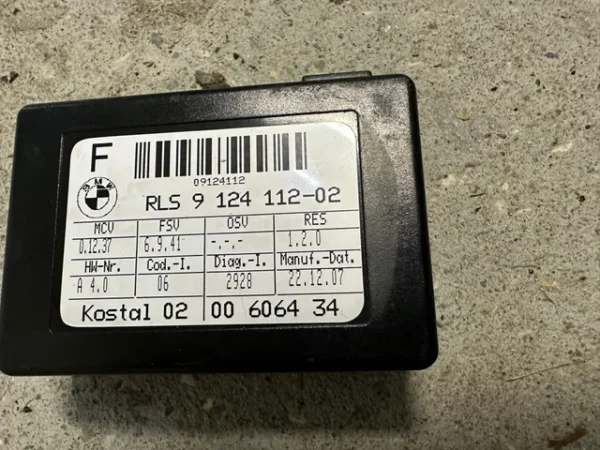 F
09124112
BMW
RLS 9 124 112-02
MCV FSV OSV RES
0.12.37 6.9.41 -.-.- 1.2.0
HW-Nr. Cod.-I. Diag.-I. Manuf.-Dat.
A 4.0 06 2928 22.12.07
Kostal 02 00 6064 34